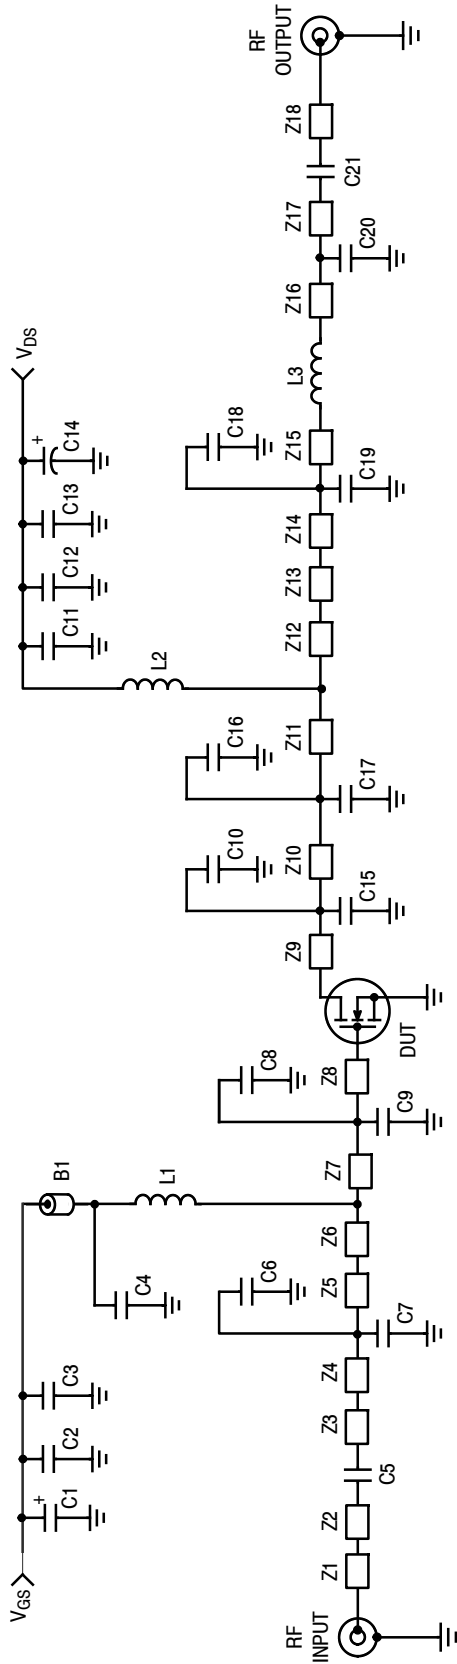 V_GS
C1
+
C2
C3
C4
B1
L1
RF
INPUT
Z1
Z2
C5
Z3
Z4
C6
C7
Z5
Z6
Z7
C8
C9
Z8
DUT
Z9
C10
C15
Z10
C16
C17
Z11
L2
C11
C12
C13
C14
+
V_DS
Z12
Z13
Z14
C18
C19
Z15
L3
Z16
C20
Z17
C21
Z18
RF
OUTPUT